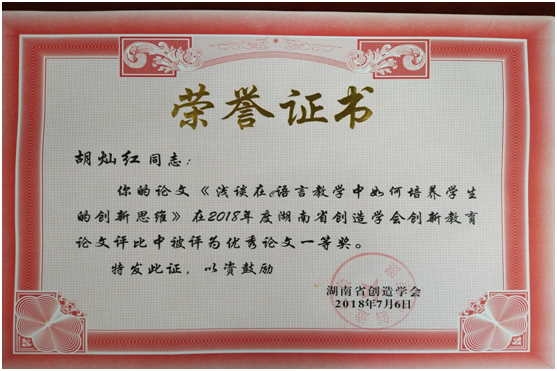 荣誉证书
胡灿红同志：
你的论文《浅谈在c语言教学中如何培养学生
的创新思维》在2018年度湖南省创造学会创新教育
论文评比中被评为优秀论文一等奖。
特发此证，以资鼓励
湖南省创造学会
2018年7月6日